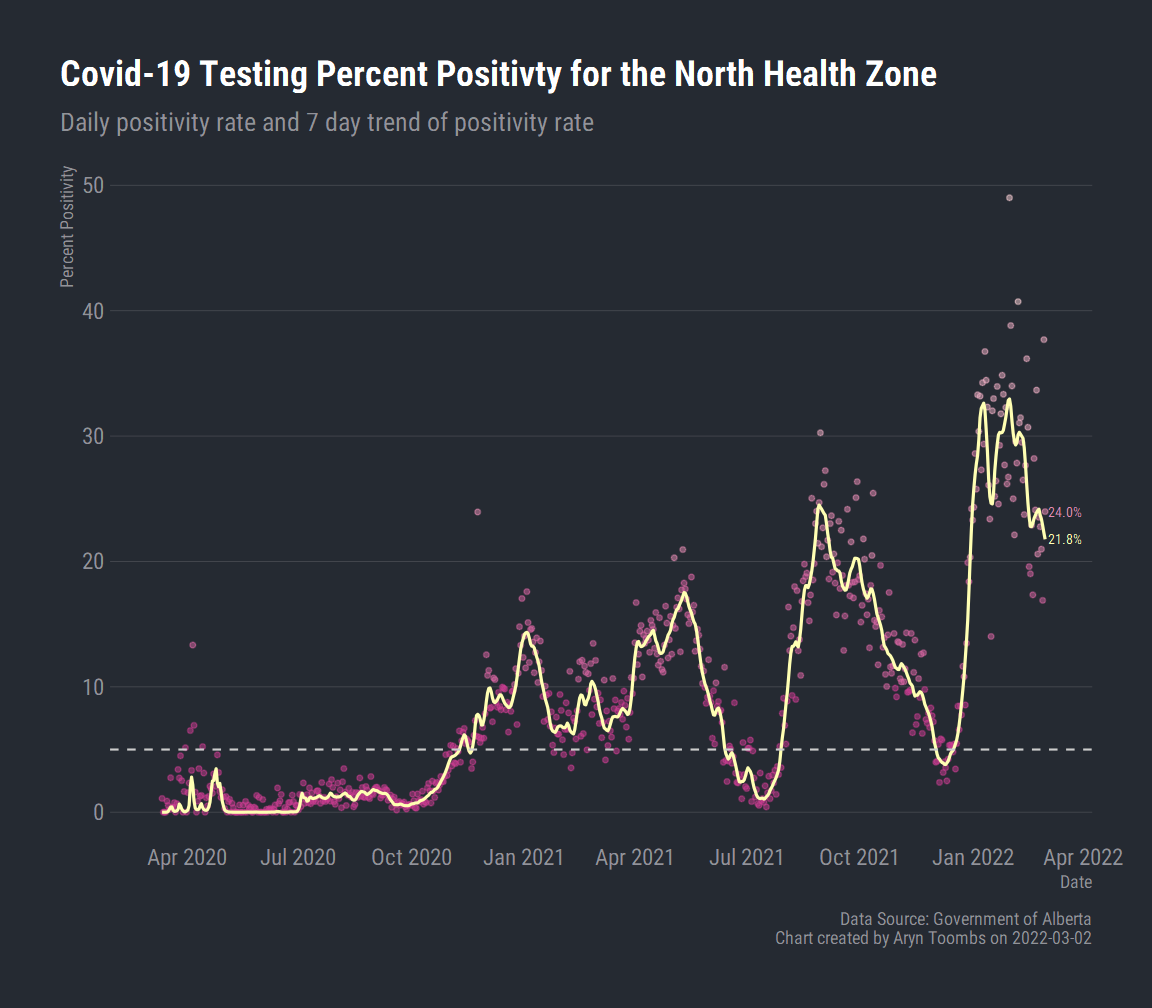 Covid-19 Testing Percent Positivty for the North Health Zone
Daily positivity rate and 7 day trend of positivity rate
Percent Positivity
50
40
30
20
10
0
24.0%
21.8%
Apr 2020 Jul 2020 Oct 2020 Jan 2021 Apr 2021 Jul 2021 Oct 2021 Jan 2022 Apr 2022
Date
Data Source: Government of Alberta
Chart created by Aryn Toombs on 2022-03-02